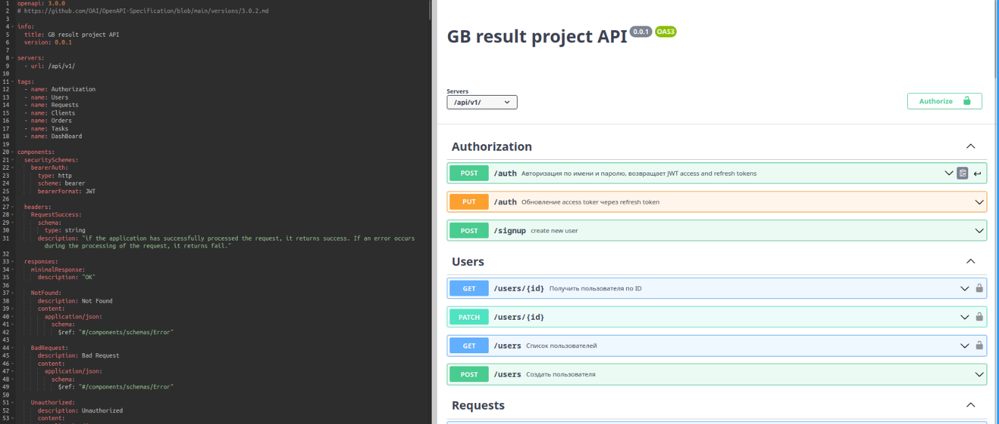 1 openapi: 3.0.0
2 # https://github.com/OAI/OpenAPI-Specification/blob/main/versions/3.0.2.md
3
4 info:
5 title: GB result project API
6 version: 0.0.1
7
8 servers:
9 - url: /api/v1/
10
11 tags:
12 - name: Authorization
13 - name: Users
14 - name: Requests
15 - name: Clients
16 - name: Orders
17 - name: Tasks
18 - name: DashBoard
19
20 components:
21 securitySchemes:
22 bearerAuth:
23 type: http
24 scheme: bearer
25 bearerFormat: JWT
26
27 headers:
28 RequestSuccess:
29 schema:
30 type: string
31 description: "if the application has successfully processed the request, it returns success. If an error occurs
during the processing of the request, it returns fail."
32
33 responses:
34 minimalResponse:
35 description: "OK"
36
37 NotFound:
38 description: Not Found
39 content:
40 application/json:
41 schema:
42 $ref: "#/components/schemas/Error"
43
44 BadRequest:
45 description: Bad Request
46 content:
47 application/json:
48 schema:
49 $ref: "#/components/schemas/Error"
50
51 Unauthorized:
52 description: Unauthorized
53 content:
GB result project API 0.0.1 OAS3
Servers
/api/v1/
Authorize
Authorization
POST /auth Авторизация по имени и паролю, возвращает JWT access and refresh tokens
PUT /auth Обновление access toker через refresh token
POST /signup create new user
Users
GET /users/{id} Получить пользователя по ID
PATCH /users/{id}
GET /users Список пользователей
POST /users Создать пользователя
Requests